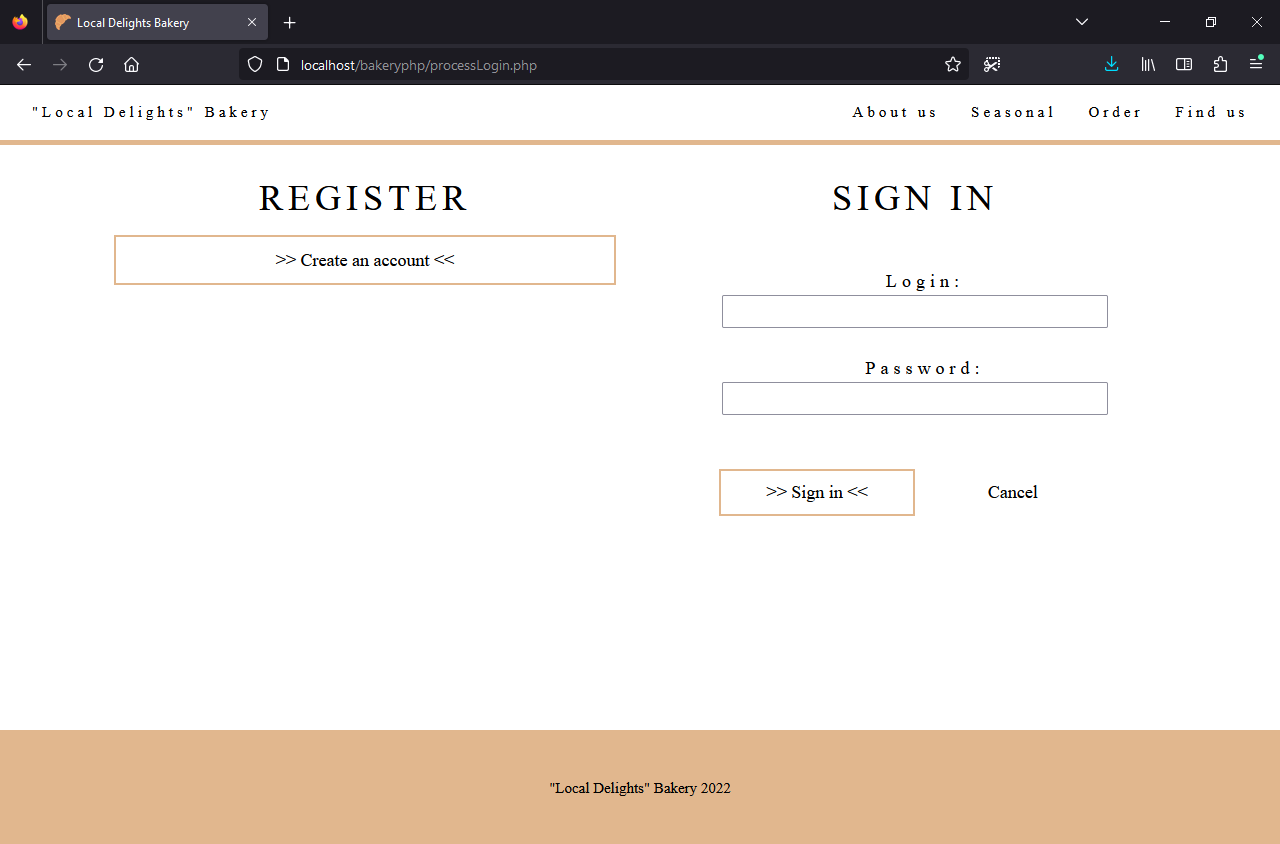 Local Delights Bakery
localhost/bakeryphp/processLogin.php
"Local Delights" Bakery About us Seasonal Order Find us
REGISTER
>> Create an account <<
SIGN IN
Login:
Password:
>> Sign in << Cancel
"Local Delights" Bakery 2022